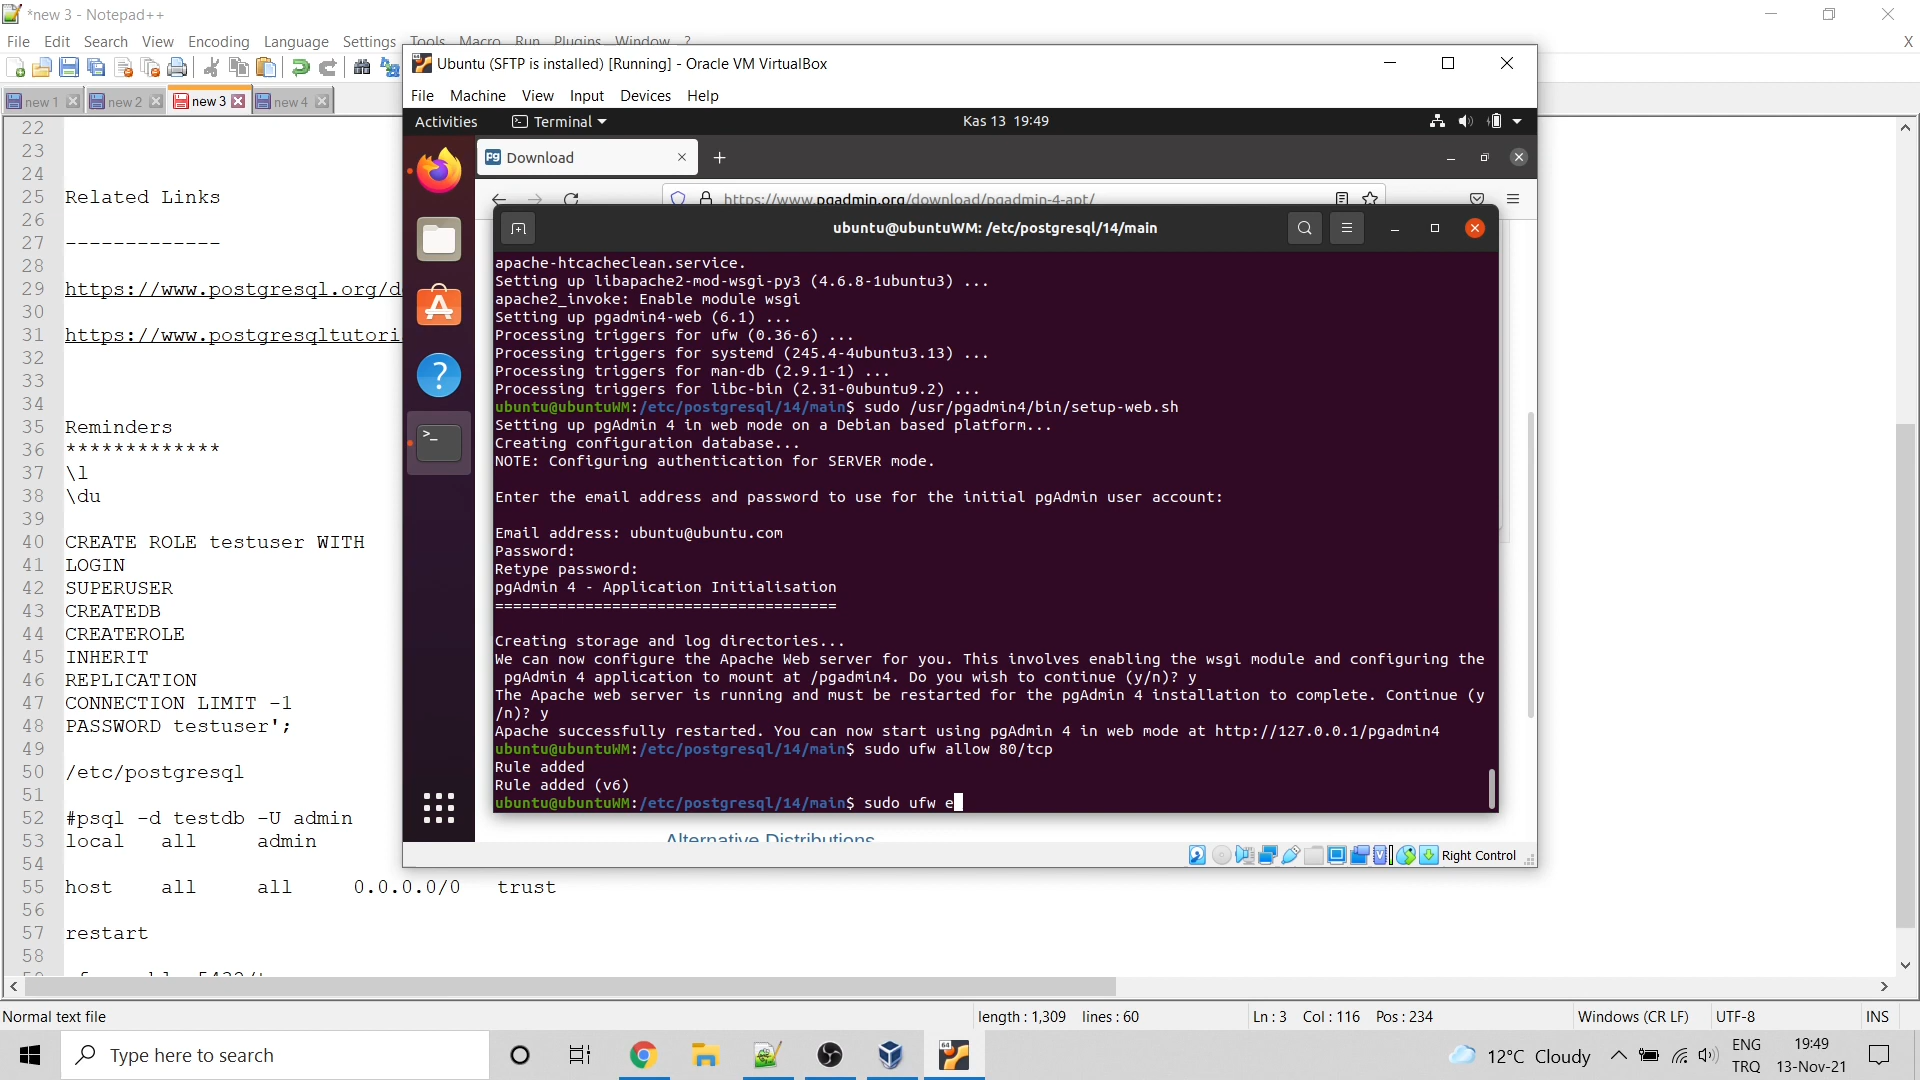 *new 3 - Notepad++
File Edit Search View Encoding Language Settings Tools Macro Run Plugins Window ?
X
new 1 new 2 new 3 new 4
22
23
24
25 Related Links
26
27 -------------
28
29 https://www.postgresql.org/d
30
31 https://www.postgresqltutori
32
33
34
35 Reminders
36 *************
37 \l
38 \du
39
40 CREATE ROLE testuser WITH
41 LOGIN
42 SUPERUSER
43 CREATEDB
44 CREATEROLE
45 INHERIT
46 REPLICATION
47 CONNECTION LIMIT -1
48 PASSWORD testuser';
49
50 /etc/postgresql
51
52 #psql -d testdb -U admin
53 local all admin
54
55 host all all 0.0.0.0/0 trust
56
57 restart
58
Ubuntu (SFTP is installed) [Running] - Oracle VM VirtualBox
File Machine View Input Devices Help
Activities Terminal Kas 13 19:49
Download
https://www.pgadmin.org/download/pgadmin-4-apt/
ubuntu@ubuntuWM: /etc/postgresql/14/main
apache-htcacheclean.service.
Setting up libapache2-mod-wsgi-py3 (4.6.8-1ubuntu3) ...
apache2_invoke: Enable module wsgi
Setting up pgadmin4-web (6.1) ...
Processing triggers for ufw (0.36-6) ...
Processing triggers for systemd (245.4-4ubuntu3.13) ...
Processing triggers for man-db (2.9.1-1) ...
Processing triggers for libc-bin (2.31-0ubuntu9.2) ...
ubuntu@ubuntuWM:/etc/postgresql/14/main$ sudo /usr/pgadmin4/bin/setup-web.sh
Setting up pgAdmin 4 in web mode on a Debian based platform...
Creating configuration database...
NOTE: Configuring authentication for SERVER mode.
Enter the email address and password to use for the initial pgAdmin user account:
Email address: ubuntu@ubuntu.com
Password:
Retype password:
pgAdmin 4 - Application Initialisation
======================================
Creating storage and log directories...
We can now configure the Apache Web server for you. This involves enabling the wsgi module and configuring the
pgAdmin 4 application to mount at /pgadmin4. Do you wish to continue (y/n)? y
The Apache web server is running and must be restarted for the pgAdmin 4 installation to complete. Continue (y
/n)? y
Apache successfully restarted. You can now start using pgAdmin 4 in web mode at http://127.0.0.1/pgadmin4
ubuntu@ubuntuWM:/etc/postgresql/14/main$ sudo ufw allow 80/tcp
Rule added
Rule added (v6)
ubuntu@ubuntuWM:/etc/postgresql/14/main$ sudo ufw e
Alternative Distributions
Right Control
Normal text file length : 1,309 lines : 60 Ln : 3 Col : 116 Pos : 234 Windows (CR LF) UTF-8 INS
Type here to search
64
12°C Cloudy
ENG
TRQ
19:49
13-Nov-21